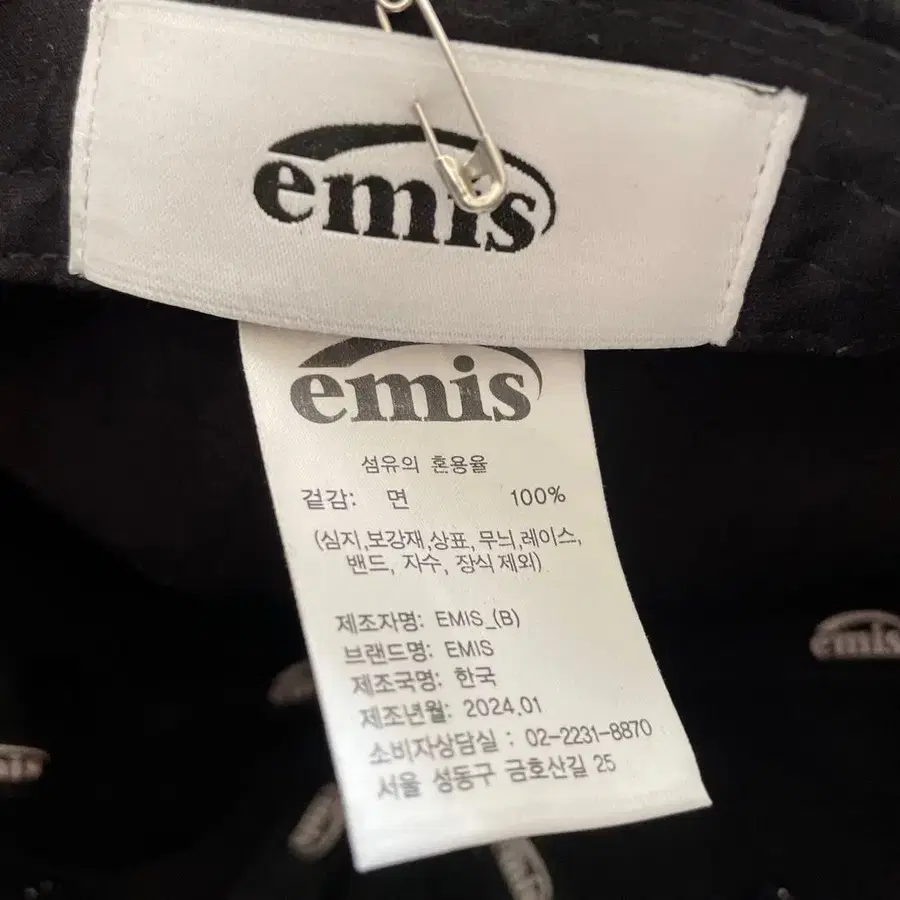 emis
emis
섬유의 혼용율
겉감: 면 100%
(심지,보강재,상표,무늬,레이스,
밴드, 자수, 장식 제외)
제조자명: EMIS_(B)
브랜드명: EMIS
제조국명: 한국
제조년월: 2024.01
소비자상담실 : 02-2231-8870
서울 성동구 금호산길 25
emis